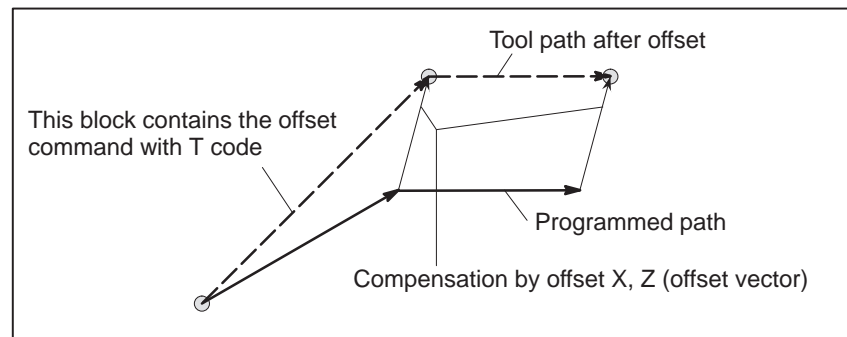 Tool path after offset
This block contains the offset
command with T code
Programmed path
Compensation by offset X, Z (offset vector)